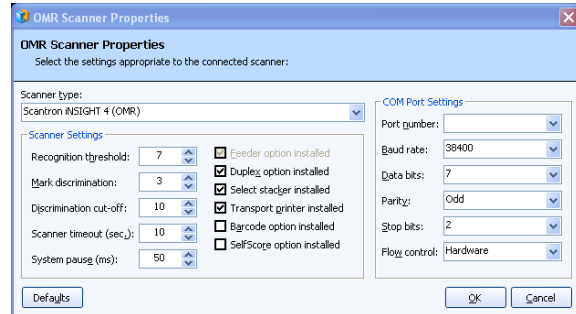 OMR Scanner Properties
OMR Scanner Properties
Select the settings appropriate to the connected scanner:
Scanner type:
Scantron iNSIGHT 4 (OMR)
Scanner Settings
Recognition threshold: 7
Mark discrimination: 3
Discrimination cut-off: 10
Scanner timeout (sec.): 10
System pause (ms): 50
Feeder option installed
Duplex option installed
Select stacker installed
Transport printer installed
Barcode option installed
SelfScore option installed
COM Port Settings
Port number:
Baud rate: 38400
Data bits: 7
Parity: Odd
Stop bits: 2
Flow control: Hardware
Defaults
OK
Cancel